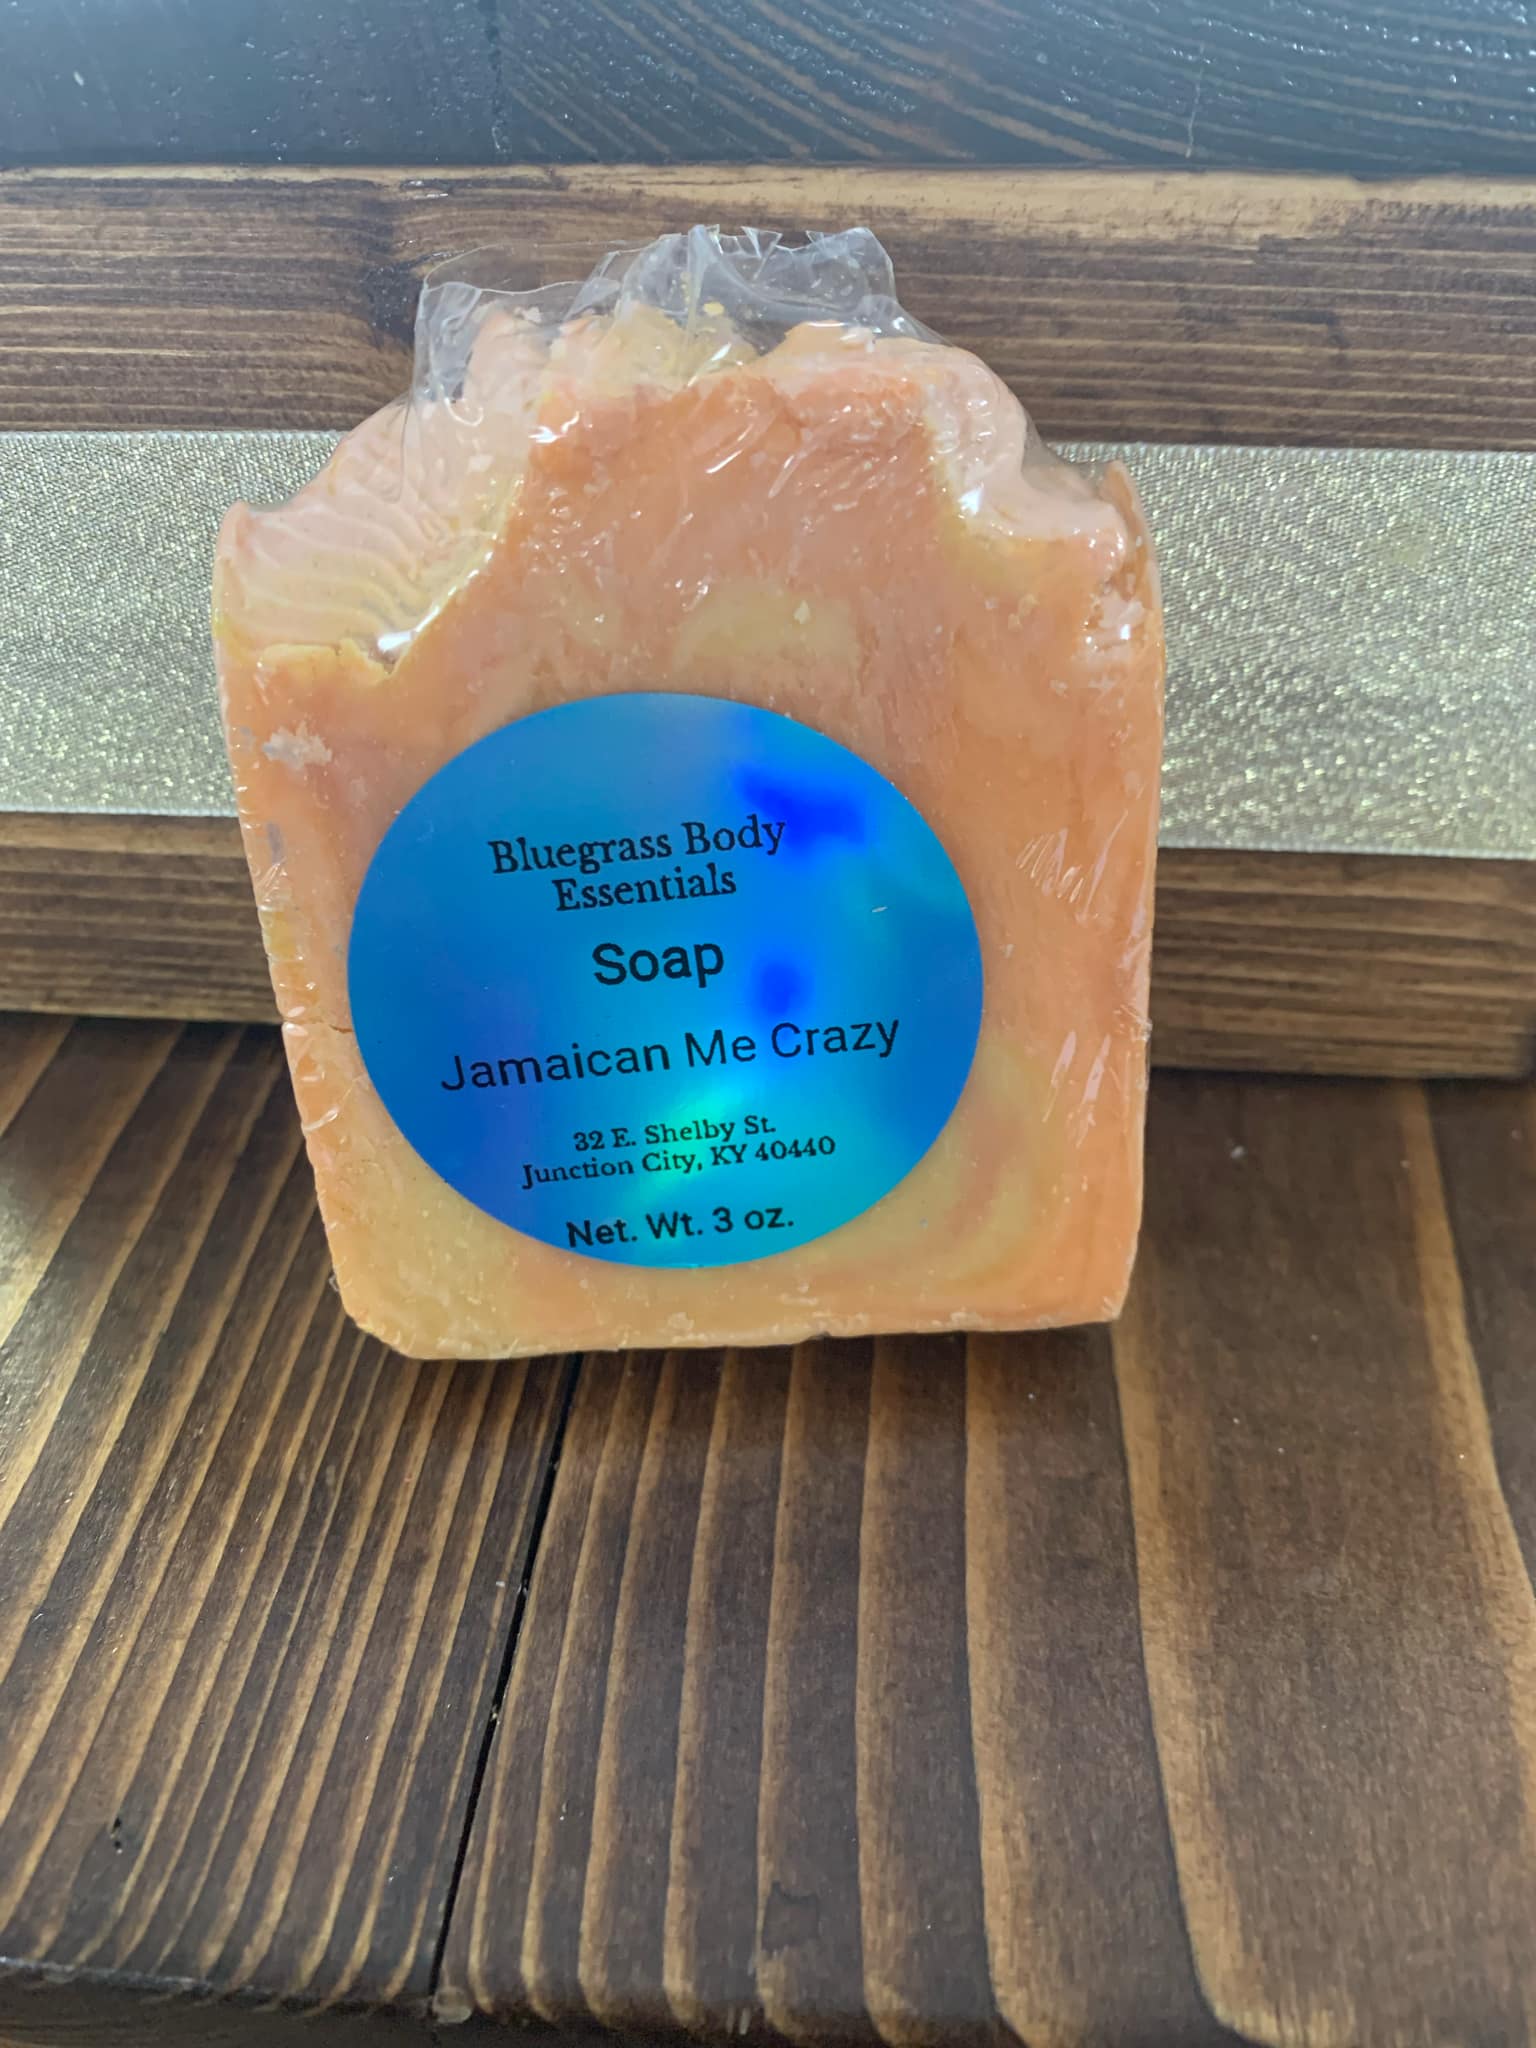 Bluegrass Body
Essentials
Soap
Jamaican Me Crazy
32 E. Shelby St.
Junction City, KY 40440
Net. Wt. 3 oz.